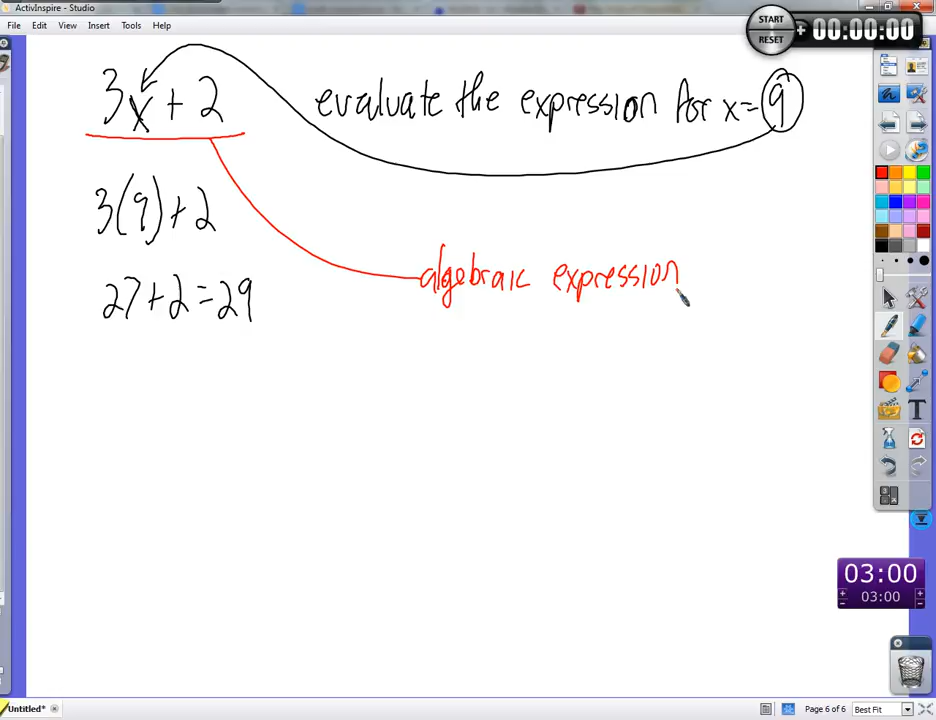 ActivInspire - Studio
File Edit View Insert Tools Help
START
RESET
+ 00:00:00
3x + 2 evaluate the expression for x = 9
3(9) + 2
algebraic expression
27 + 2 = 29
03:00
03:00
Untitled*
Page 6 of 6
Best Fit